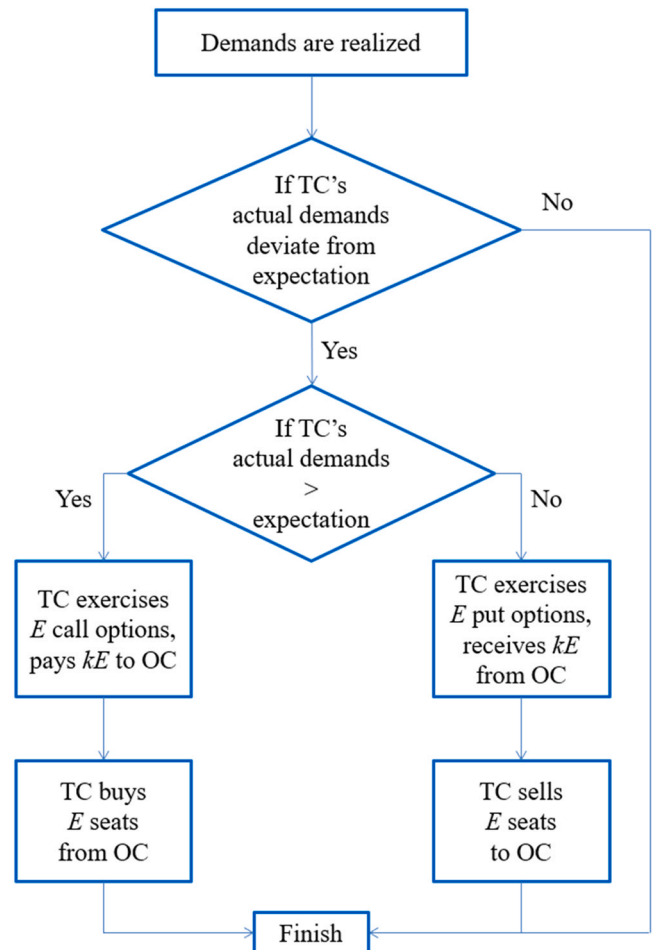 Demands are realized
If TC's
actual demands
deviate from
expectation
No
Yes
If TC's
actual demands
>
expectation
Yes
No
TC exercises
E call options,
pays kE to OC
TC exercises
E put options,
receives kE
from OC
TC buys
E seats
from OC
TC sells
E seats
to OC
Finish